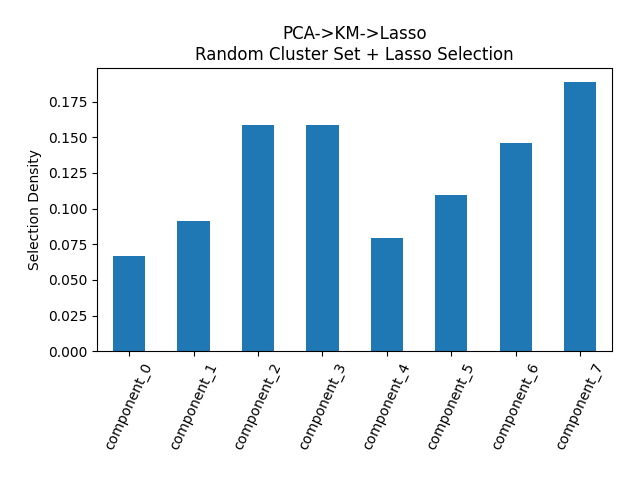 PCA->KM->Lasso
Random Cluster Set + Lasso Selection
Selection Density
0.175
0.150
0.125
0.100
0.075
0.050
0.025
0.000
component_0
component_1
component_2
component_3
component_4
component_5
component_6
component_7